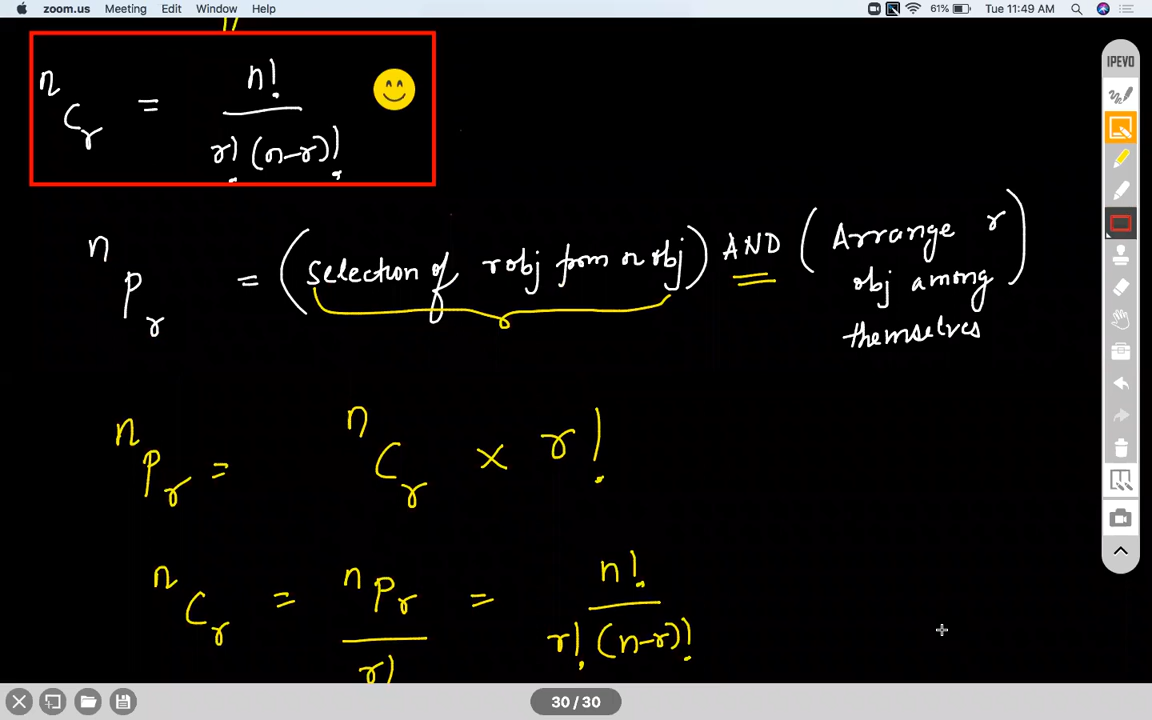 zoom.us Meeting Edit Window Help 61% Tue 11:49 AM
IPEVO
ⁿCᵣ = n! / r! (n-r)!
ⁿPᵣ = (selection of r obj from n obj) AND (Arrange r
obj among
themselves)
ⁿPᵣ = ⁿCᵣ × r!
ⁿCᵣ = ⁿPᵣ / r! = n! / r! (n-r)!
30 / 30